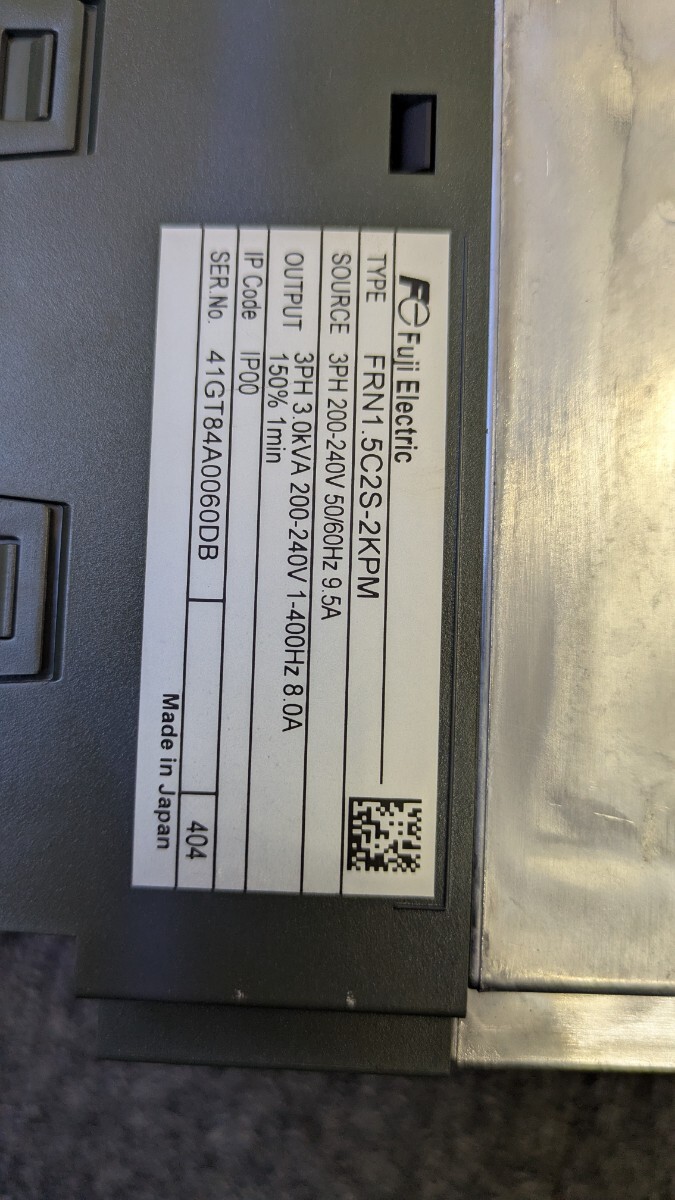 Fe Fuji Electric
TYPE FRN1.5C2S-2KPM
SOURCE 3PH 200-240V 50/60Hz 9.5A
OUTPUT 3PH 3.0kVA 200-240V 1-400Hz 8.0A
150% 1min
IP Code IP00
SER.No. 41GT84A0060DB 404
Made in Japan